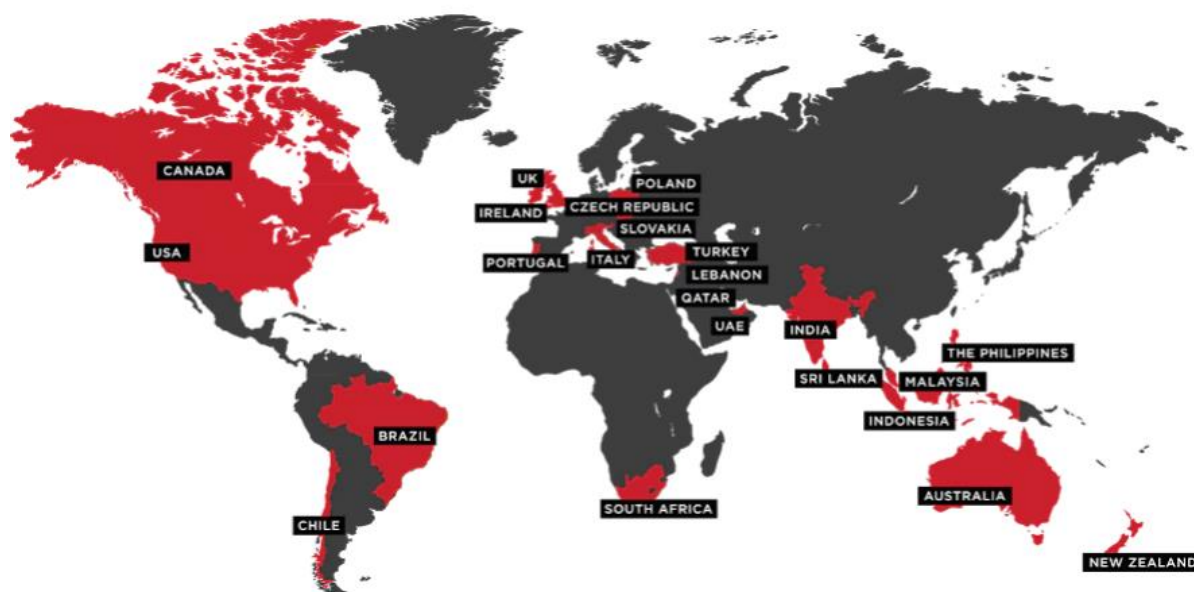 CANADA
USA
BRAZIL
CHILE
UK
IRELAND
PORTUGAL
POLAND
CZECH REPUBLIC
SLOVAKIA
ITALY
TURKEY
LEBANON
QATAR
UAE
SOUTH AFRICA
INDIA
SRI LANKA
THE PHILIPPINES
MALAYSIA
INDONESIA
AUSTRALIA
NEW ZEALAND